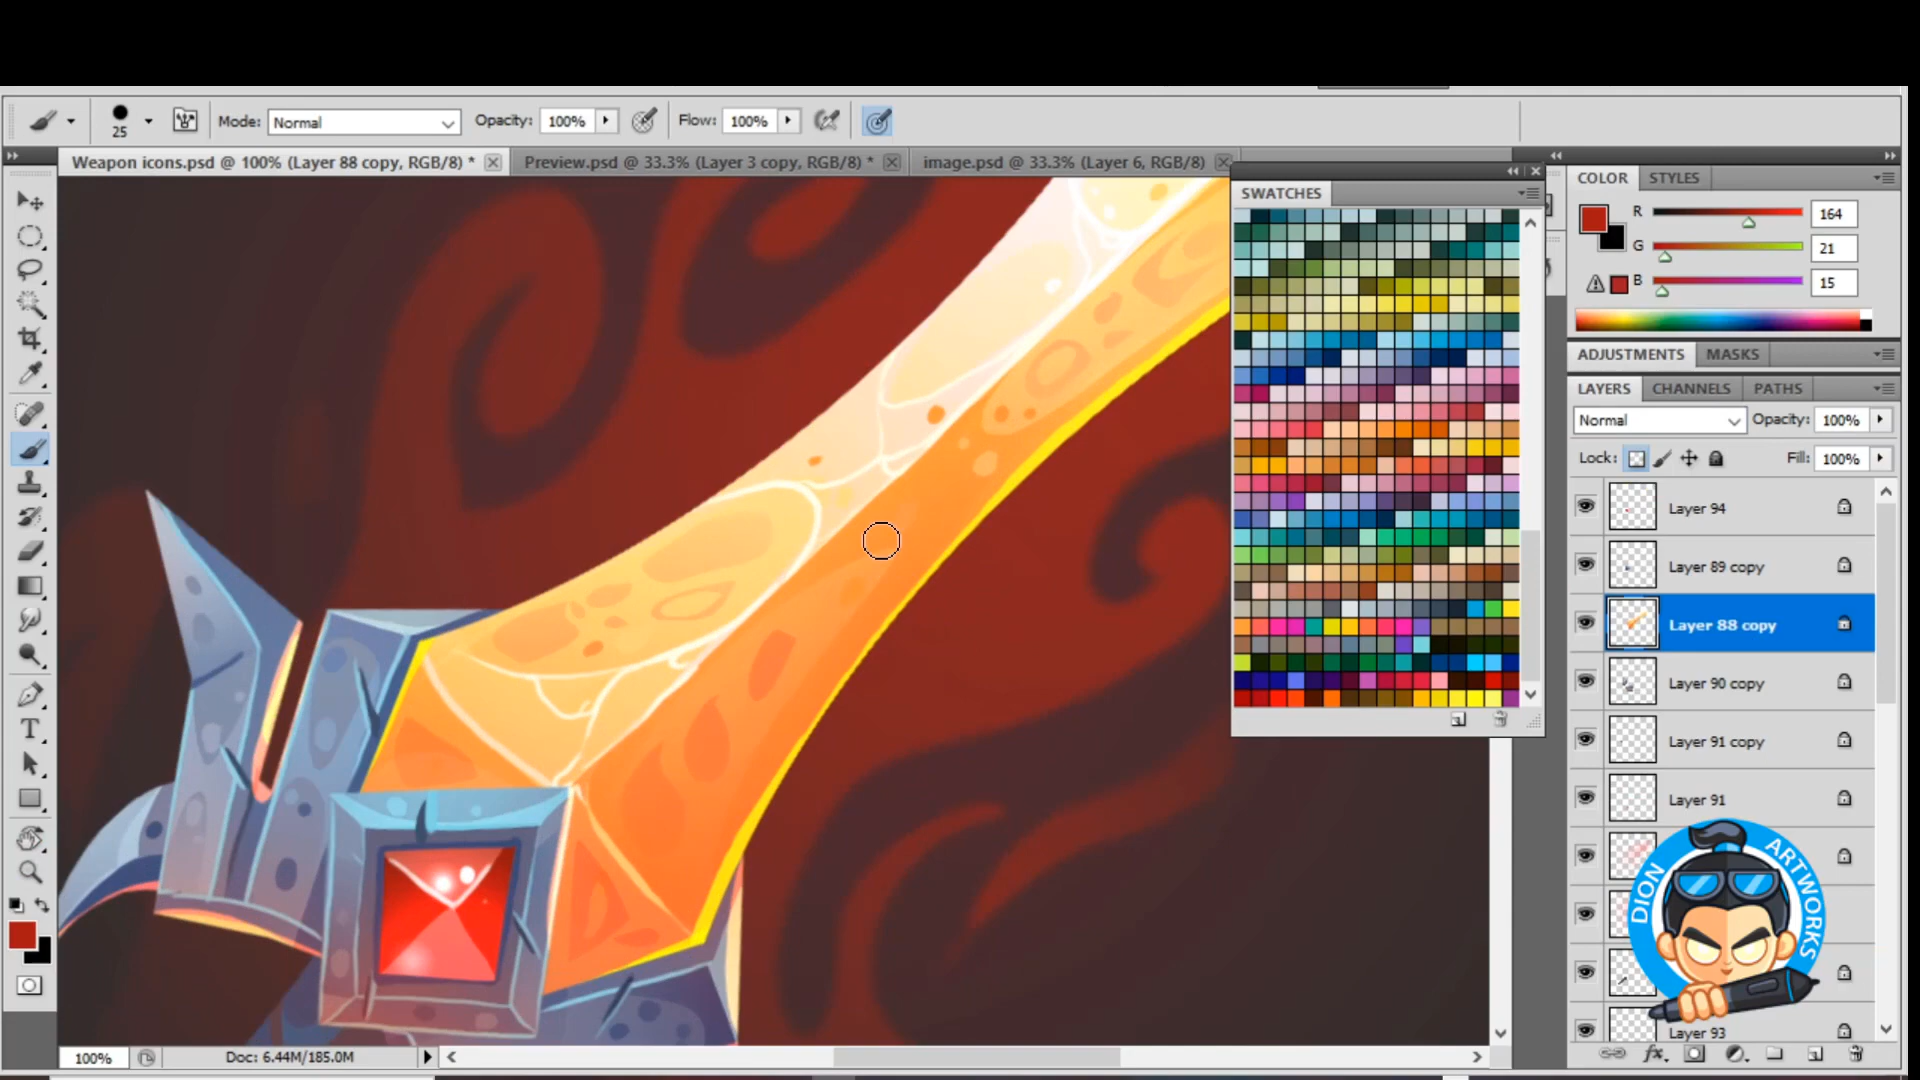 25
Mode: Normal
Opacity: 100%
Flow: 100%
Weapon icons.psd @ 100% (Layer 88 copy, RGB/8) *
Preview.psd @ 33.3% (Layer 3 copy, RGB/8) *
image.psd @ 33.3% (Layer 6, RGB/8)
SWATCHES
COLOR STYLES
R 164
G 21
B 15
ADJUSTMENTS MASKS
LAYERS CHANNELS PATHS
Normal Opacity: 100%
Lock: Fill: 100%
Layer 94
Layer 89 copy
Layer 88 copy
Layer 90 copy
Layer 91 copy
Layer 91
Layer 93
DION ARTWORKS
T
fx
100%
Doc: 6.44M/185.0M